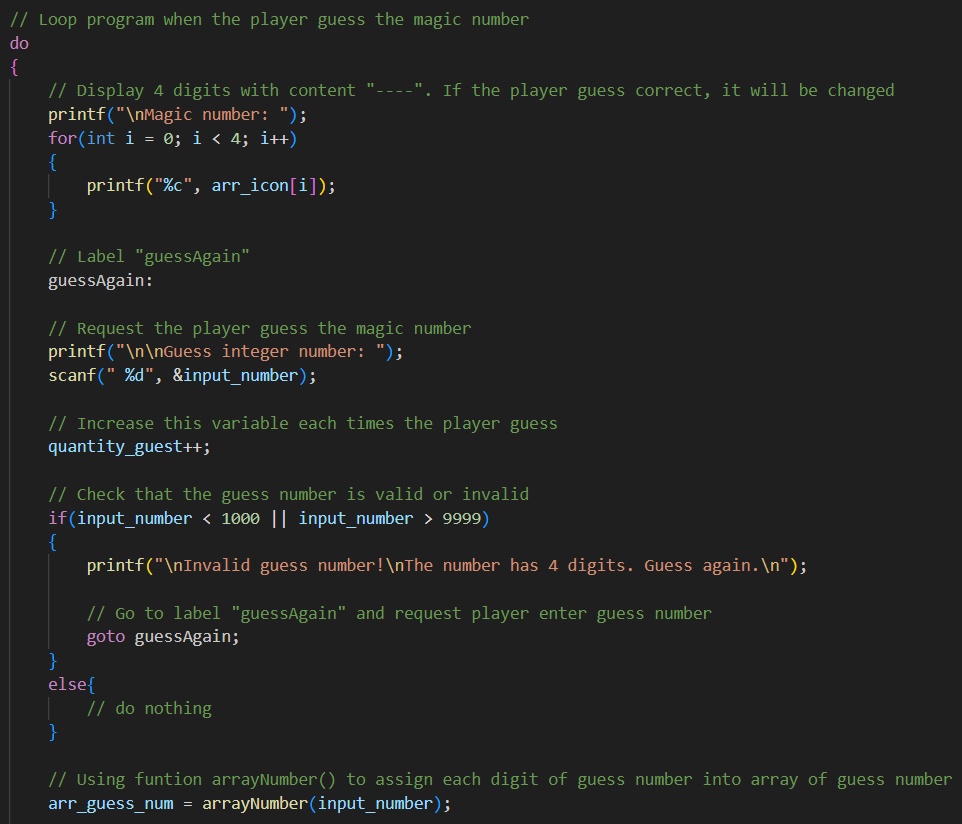 // Loop program when the player guess the magic number
do
{
    // Display 4 digits with content "----". If the player guess correct, it will be changed
    printf("\nMagic number: ");
    for(int i = 0; i < 4; i++)
    {
        printf("%c", arr_icon[i]);
    }

    // Label "guessAgain"
    guessAgain:

    // Request the player guess the magic number
    printf("\n\nGuess integer number: ");
    scanf(" %d", &input_number);

    // Increase this variable each times the player guess
    quantity_guest++;

    // Check that the guess number is valid or invalid
    if(input_number < 1000 || input_number > 9999)
    {
        printf("\nInvalid guess number!\nThe number has 4 digits. Guess again.\n");

        // Go to label "guessAgain" and request player enter guess number
        goto guessAgain;
    }
    else{
        // do nothing
    }

    // Using funtion arrayNumber() to assign each digit of guess number into array of guess number
    arr_guess_num = arrayNumber(input_number);